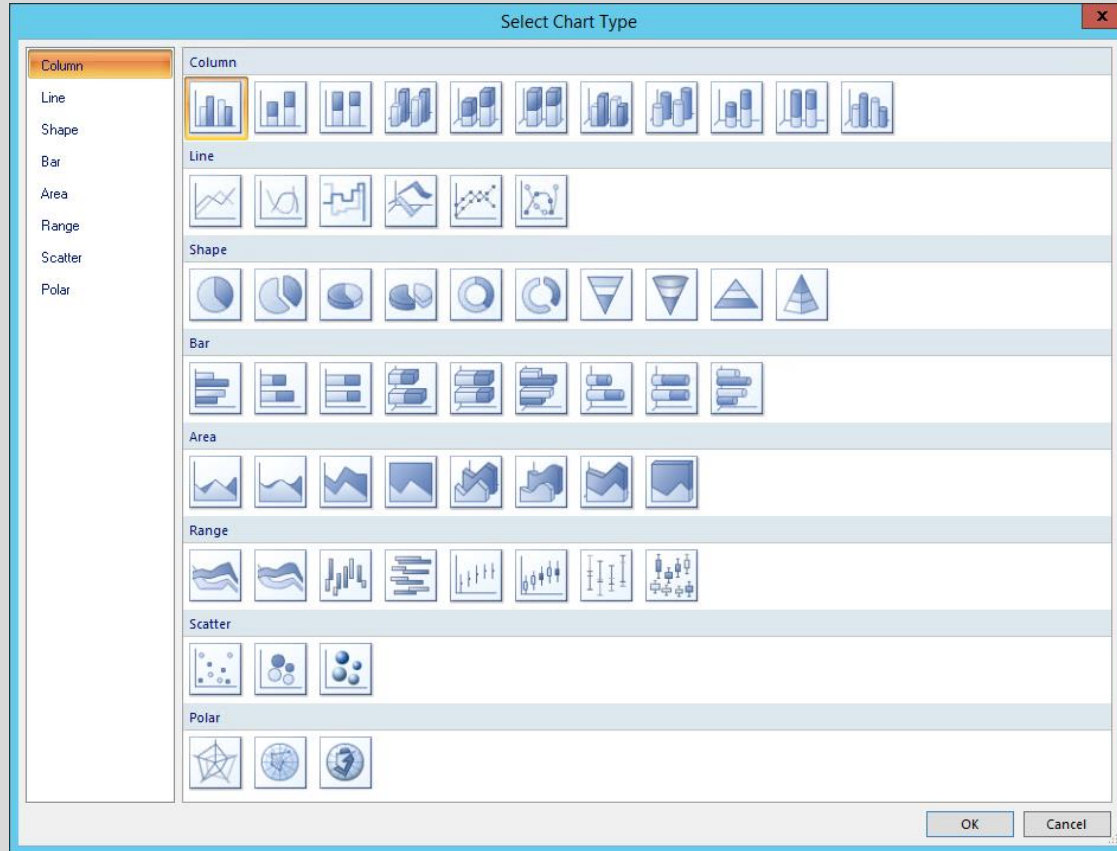 Select Chart Type
x
Column
Line
Shape
Bar
Area
Range
Scatter
Polar
Column
Line
Shape
Bar
Area
Range
Scatter
Polar
OK
Cancel